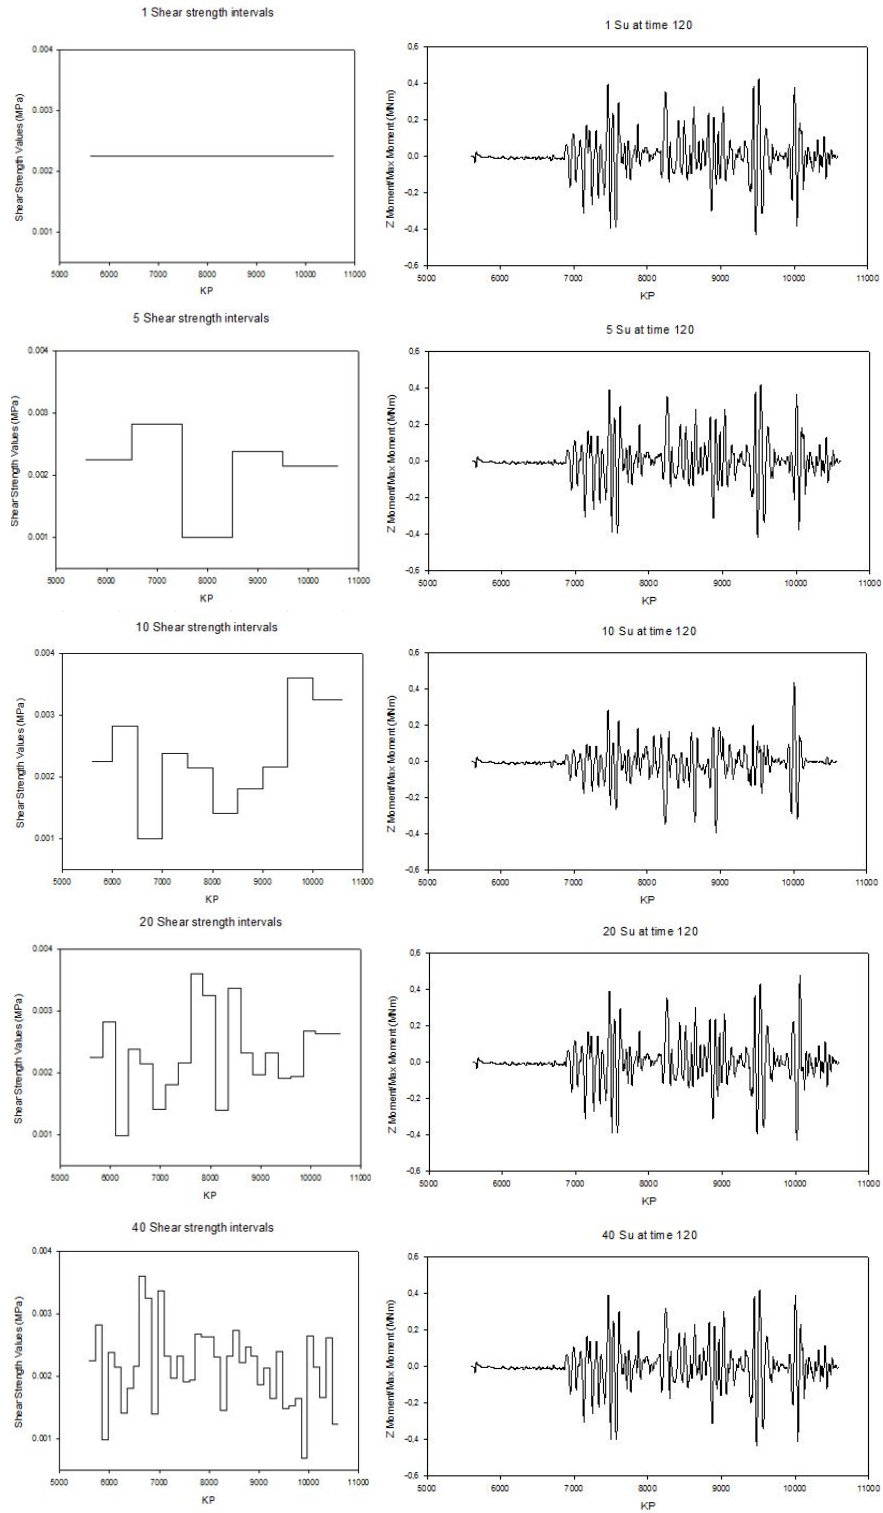 1 Shear strength intervals
0.004
0.003
0.002
0.001
Shear Strength Values (MPa)
5000 6000 7000 8000 9000 10000 11000
KP
1 Su at time 120
0,6
0,4
0,2
0,0
-0,2
-0,4
-0,6
Z Moment/Max Moment (MNm)
5000 6000 7000 8000 9000 10000 11000
KP
5 Shear strength intervals
0.004
0.003
0.002
0.001
Shear Strength Values (MPa)
5000 6000 7000 8000 9000 10000 11000
KP
5 Su at time 120
0,6
0,4
0,2
0,0
-0,2
-0,4
-0,6
Z Moment/Max Moment (MNm)
5000 6000 7000 8000 9000 10000 11000
KP
10 Shear strength intervals
0.004
0.003
0.002
0.001
Shear Strength Values (MPa)
5000 6000 7000 8000 9000 10000 11000
KP
10 Su at time 120
0,6
0,4
0,2
0,0
-0,2
-0,4
-0,6
Z Moment/Max Moment (MNm)
5000 6000 7000 8000 9000 10000 11000
KP
20 Shear strength intervals
0.004
0.003
0.002
0.001
Shear Strength Values (MPa)
5000 6000 7000 8000 9000 10000 11000
KP
20 Su at time 120
0,6
0,4
0,2
0,0
-0,2
-0,4
-0,6
Z Moment/Max Moment (MNm)
5000 6000 7000 8000 9000 10000 11000
KP
40 Shear strength intervals
0.004
0.003
0.002
0.001
Shear Strength Values (MPa)
5000 6000 7000 8000 9000 10000 11000
KP
40 Su at time 120
0,6
0,4
0,2
0,0
-0,2
-0,4
-0,6
Z Moment/Max Moment (MNm)
5000 6000 7000 8000 9000 10000 11000
KP